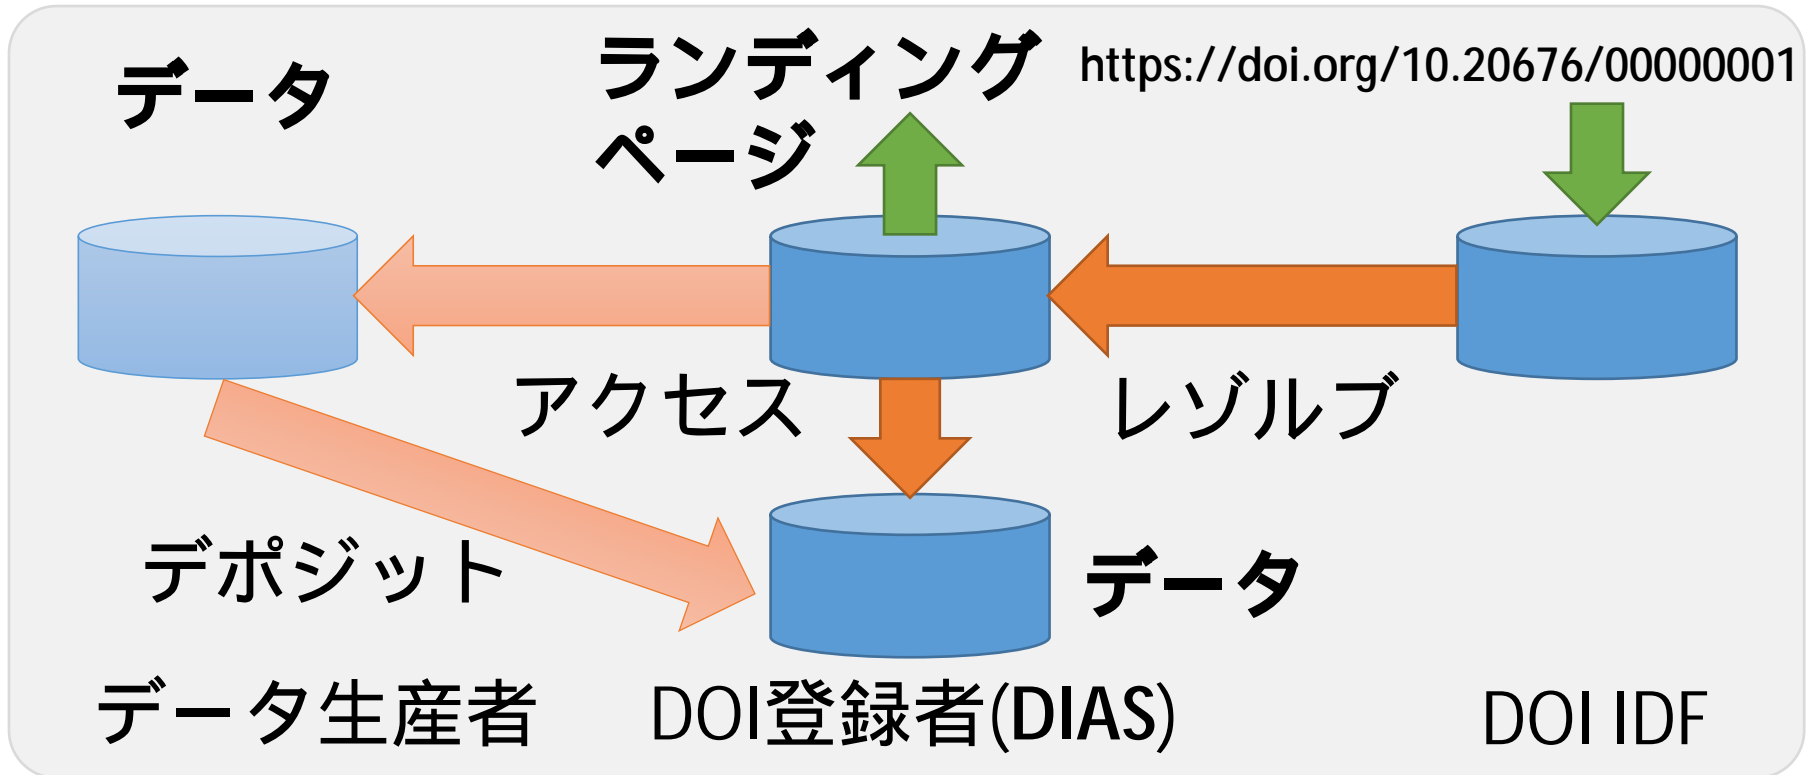 データ
ランディング
ページ
https://doi.org/10.20676/00000001
アクセス
レゾルブ
デポジット
データ
データ生産者
DOI登録者(DIAS)
DOI IDF